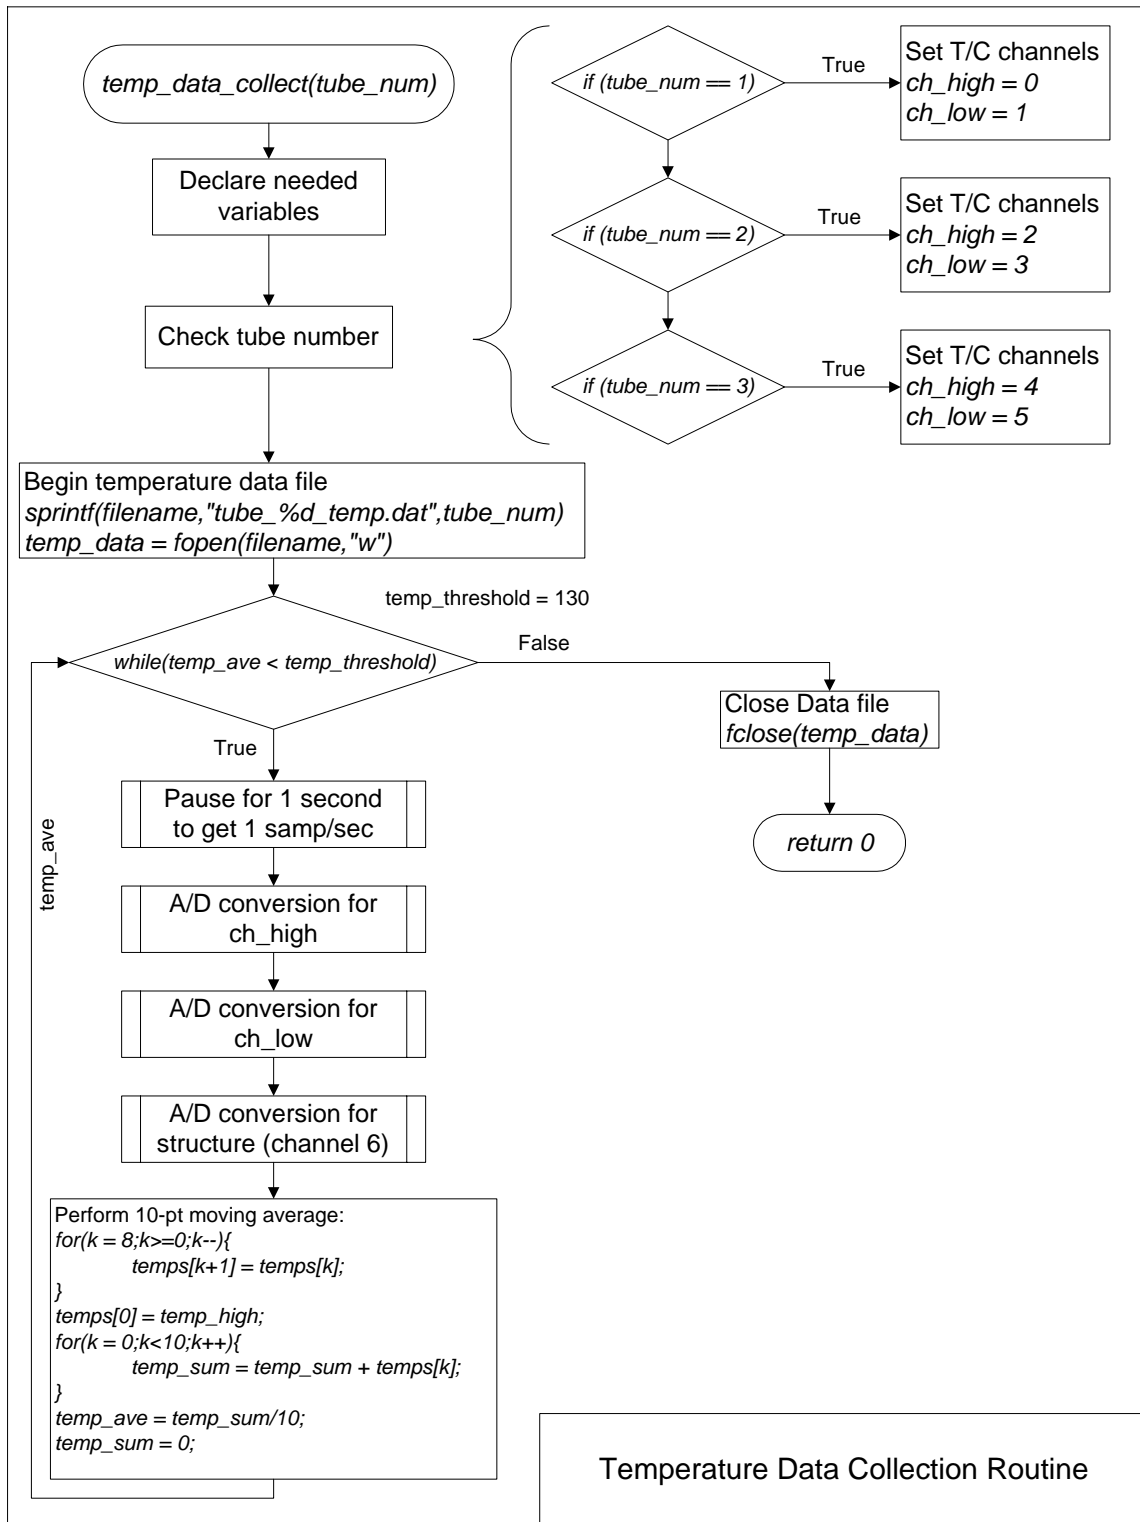 temp_data_collect(tube_num)
Declare needed
variables
Check tube number
if (tube_num == 1)
True
Set T/C channels
ch_high = 0
ch_low = 1
if (tube_num == 2)
True
Set T/C channels
ch_high = 2
ch_low = 3
if (tube_num == 3)
True
Set T/C channels
ch_high = 4
ch_low = 5
Begin temperature data file
sprintf(filename,"tube_%d_temp.dat",tube_num)
temp_data = fopen(filename,"w")
temp_threshold = 130
while(temp_ave < temp_threshold)
False
Close Data file
fclose(temp_data)
return 0
True
Pause for 1 second
to get 1 samp/sec
A/D conversion for
ch_high
A/D conversion for
ch_low
A/D conversion for
structure (channel 6)
Perform 10-pt moving average:
for(k = 8;k>=0;k--){
temps[k+1] = temps[k];
}
temps[0] = temp_high;
for(k = 0;k<10;k++){
temp_sum = temp_sum + temps[k];
}
temp_ave = temp_sum/10;
temp_sum = 0;
temp_ave
Temperature Data Collection Routine